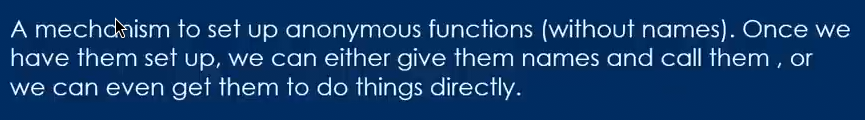 A mechanism to set up anonymous functions (without names). Once we
have them set up, we can either give them names and call them , or
we can even get them to do things directly.